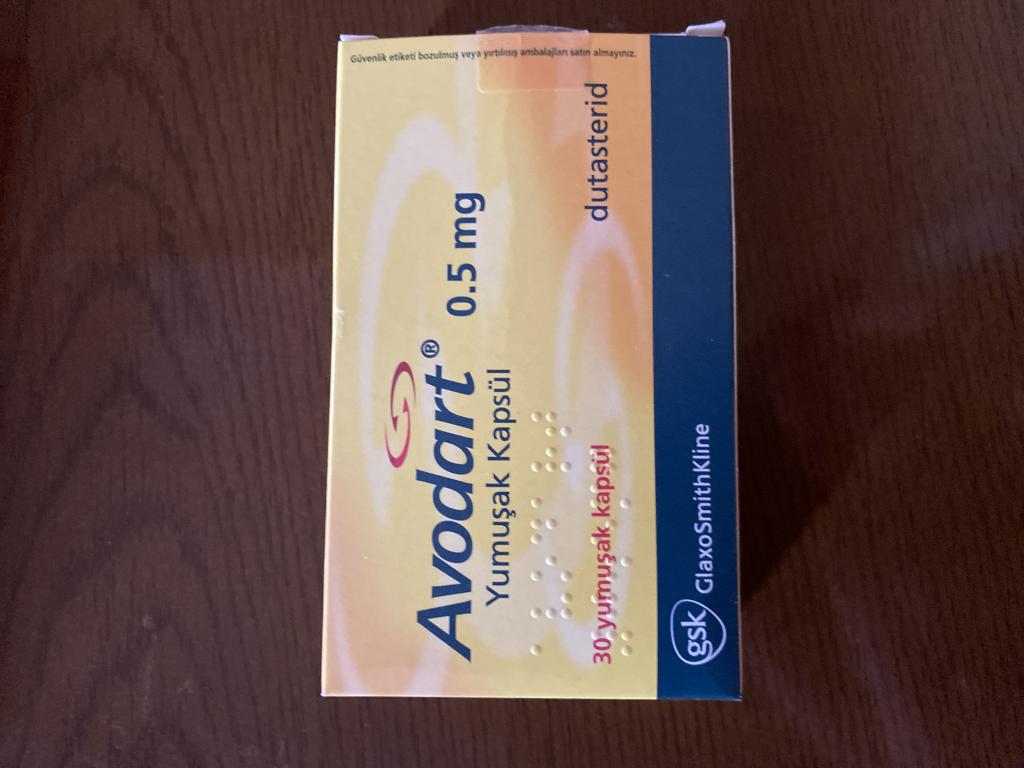 Güvenlik etiketi bozulmuş veya yırtılmış ambalajları satın almayınız.
Avodart® 0.5 mg
Yumuşak Kapsül
dutasterid
30 yumuşak kapsül
gsk GlaxoSmithKline